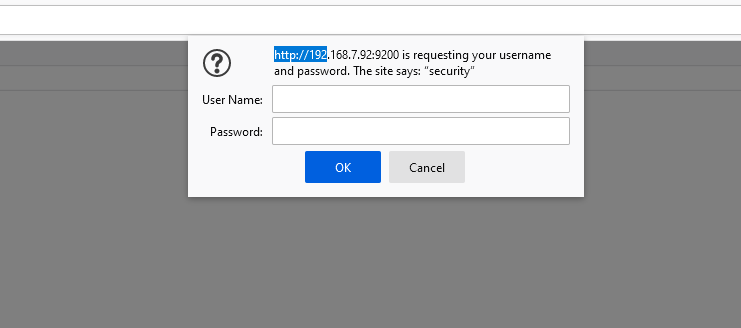 http://192.168.7.92:9200 is requesting your username
and password. The site says: “security”
User Name:
Password:
OK
Cancel